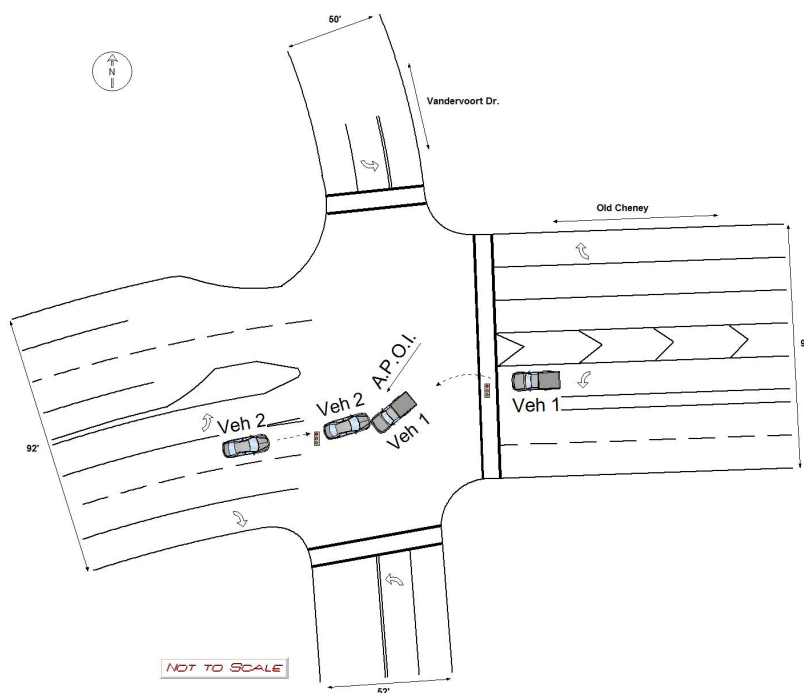 50'
N
Vandervoort Dr.
Old Cheney
A.P.O.I.
Veh 2
Veh 2
Veh 1
Veh 1
92'
NOT TO SCALE
52'